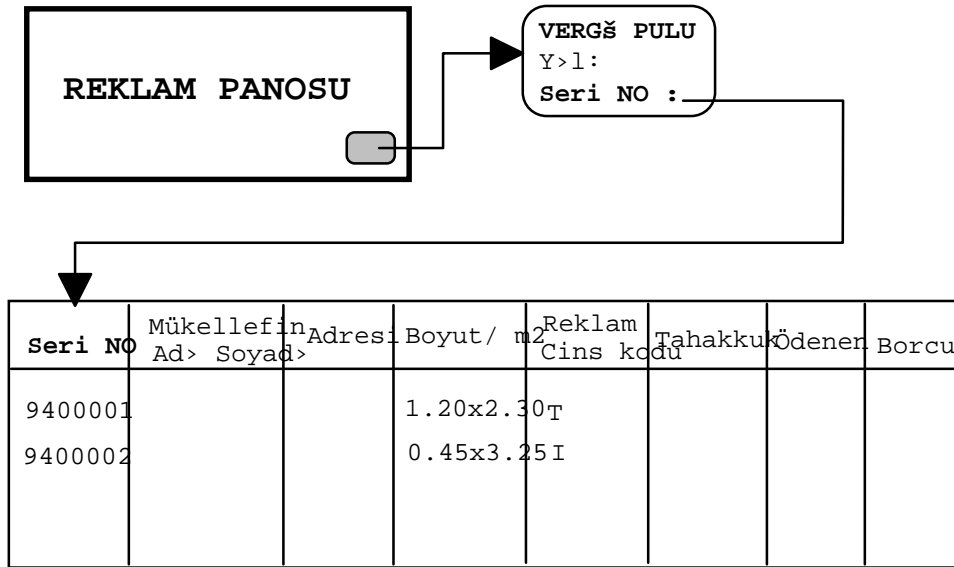 REKLAM PANOSU
VERGš PULU
Y›l:
Seri NO :
Seri NO
Mükellefin
Ad› Soyad›
Adresi
Boyut/ m2
Reklam
Cins kodu
Tahakkuk
Ödenen
Borcu
9400001 1.20x2.30 T
9400002 0.45x3.25 I